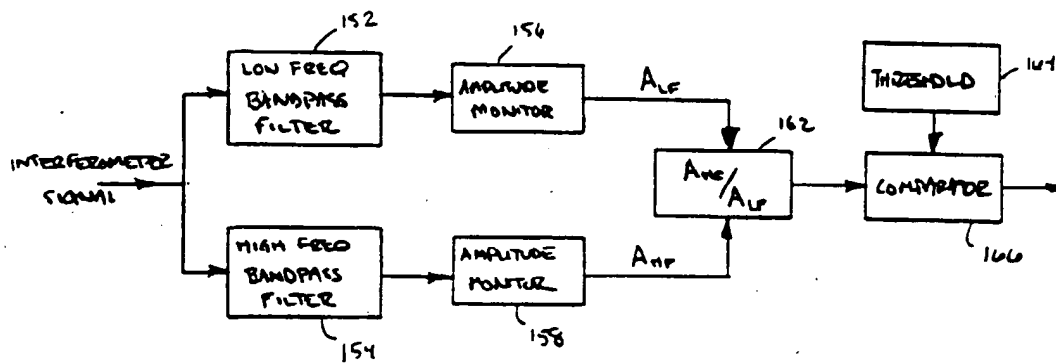 152
LOW FREQ
BANDPASS
FILTER
156
AMPLITUDE
MONITOR
A_LF
THRESHOLD
164
INTERFEROMETER
SIGNAL
162
A_HF/A_LF
COMPARATOR
166
HIGH FREQ
BANDPASS
FILTER
154
AMPLITUDE
MONITOR
158
A_HF